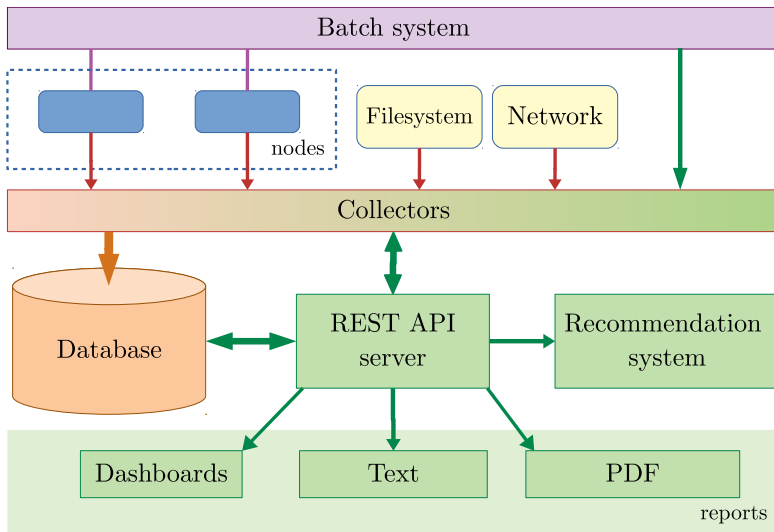 Batch system
Filesystem
Network
nodes
Collectors
Database
REST API
server
Recommendation
system
Dashboards
Text
PDF
reports